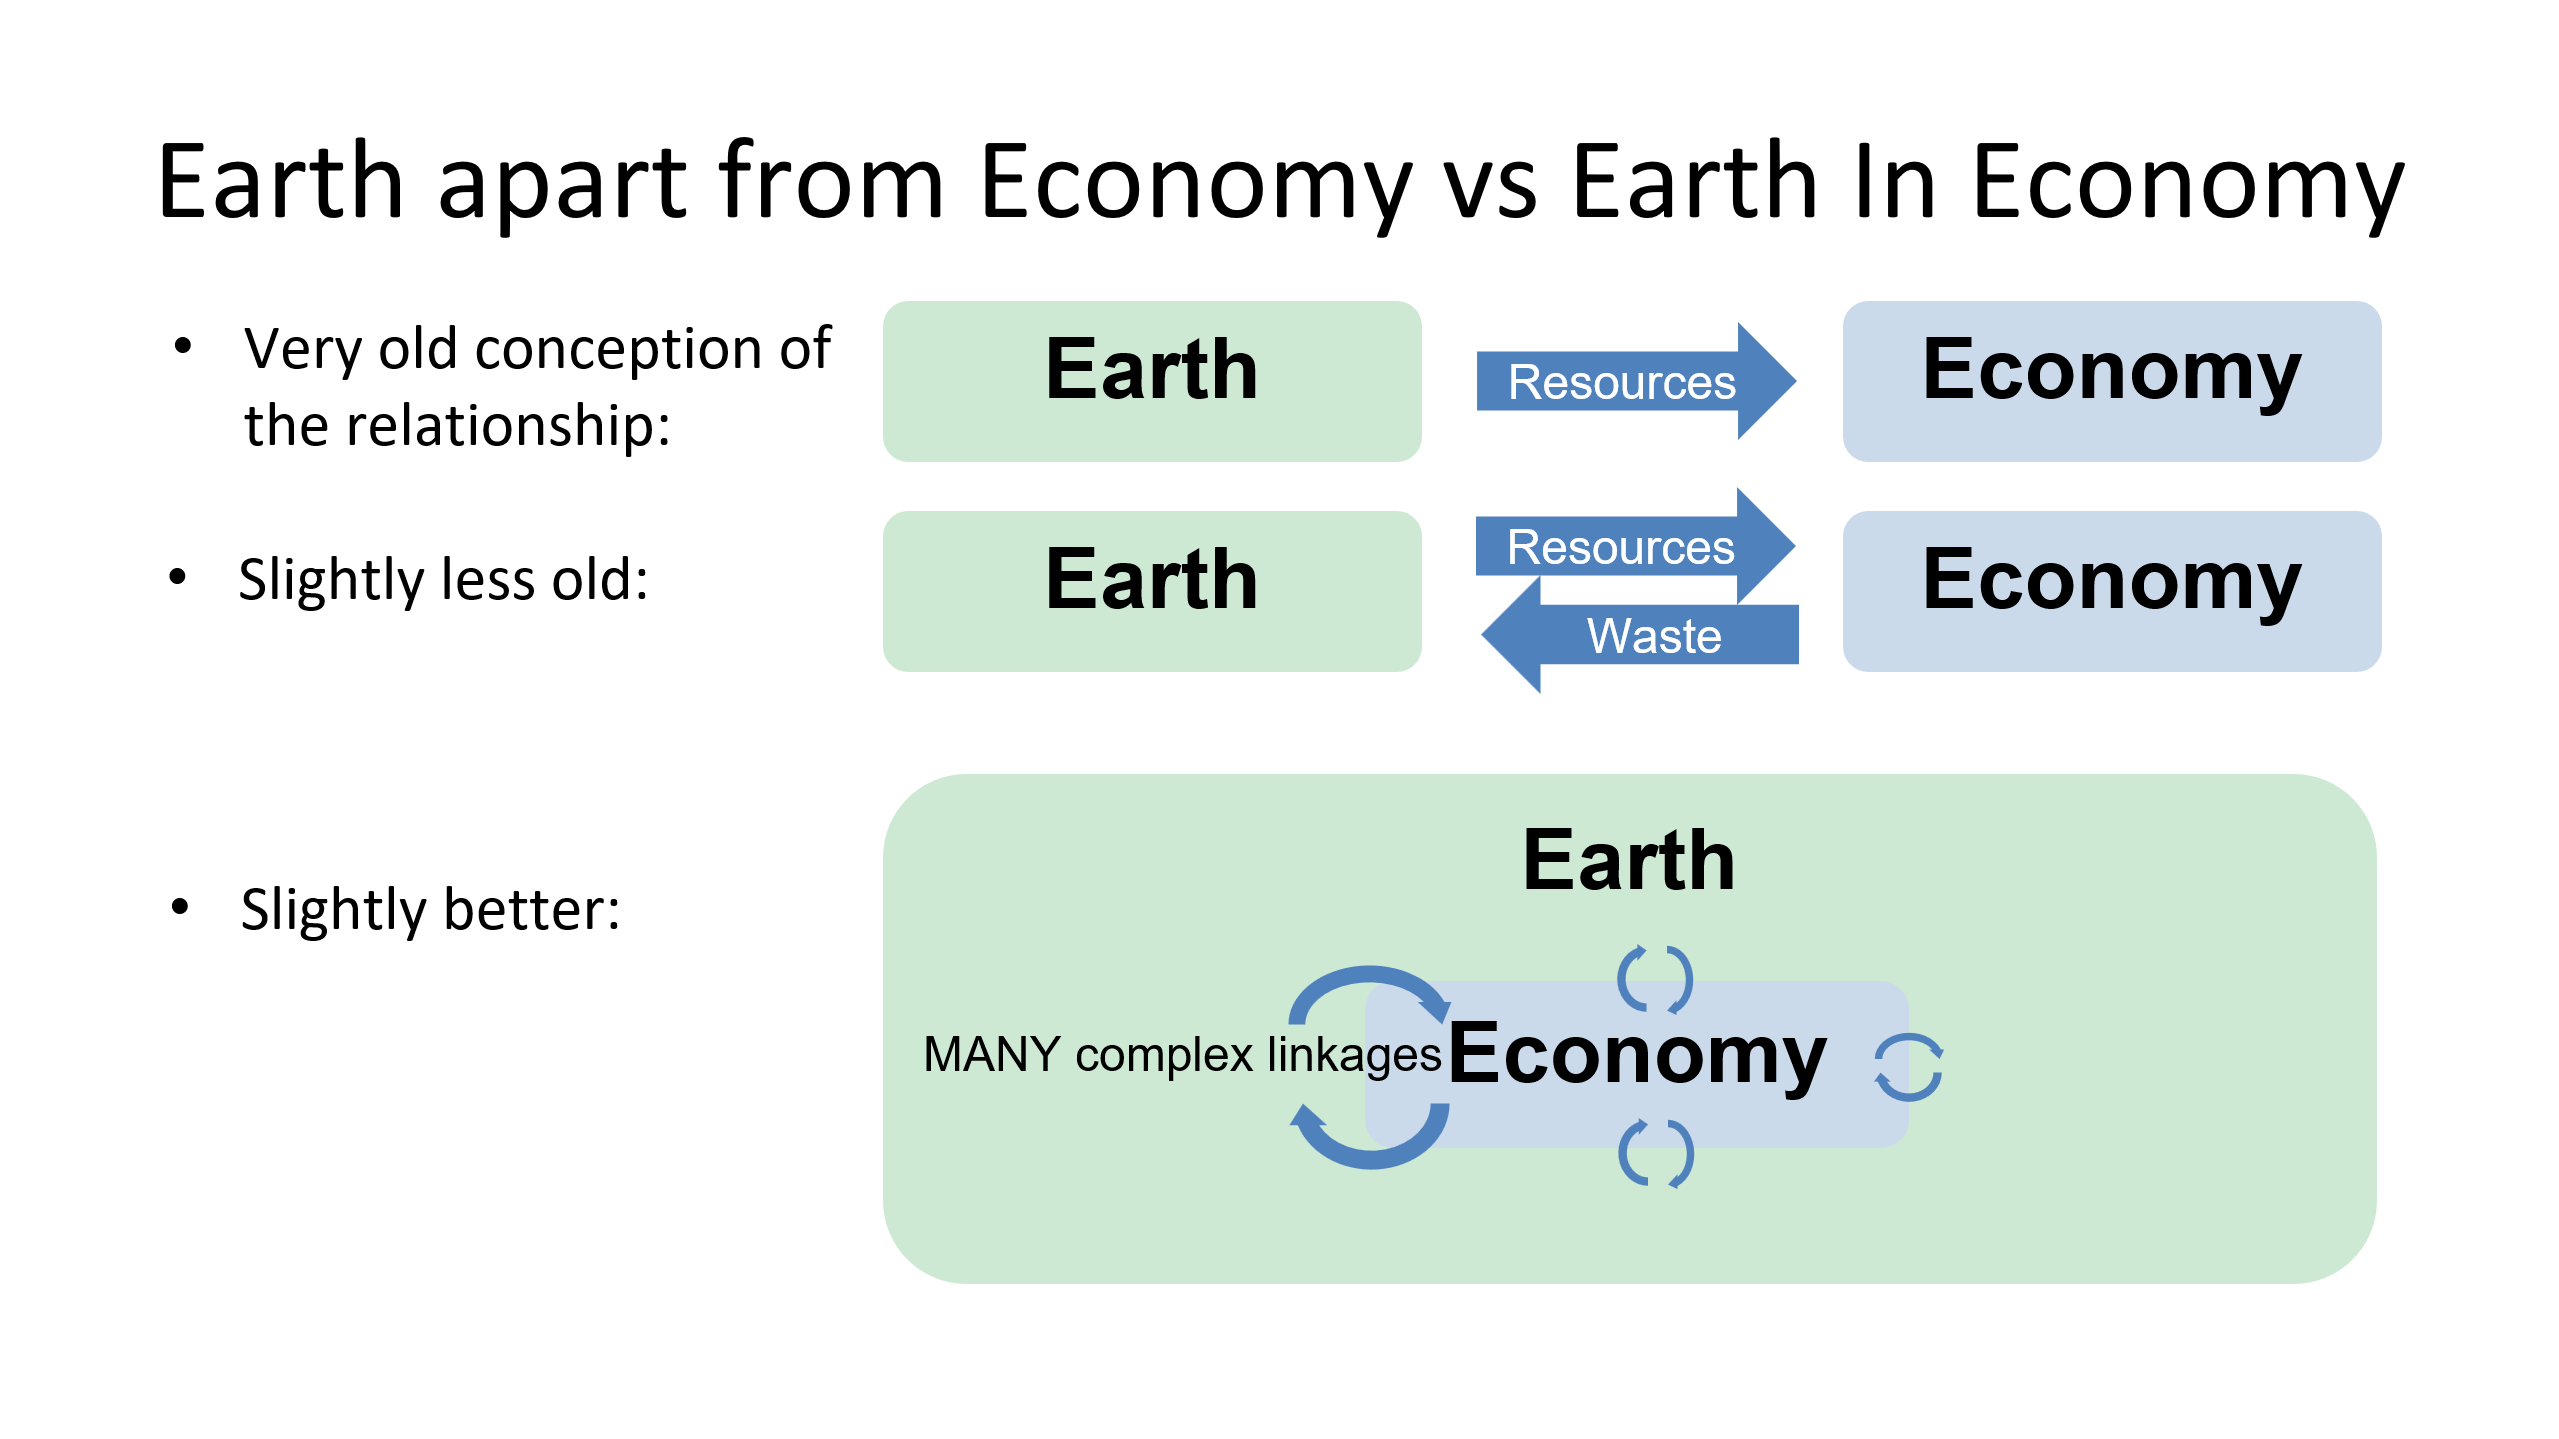 Earth apart from Economy vs Earth In Economy
• Very old conception of
the relationship:
Earth
Resources
Economy
• Slightly less old:
Earth
Resources
Waste
Economy
• Slightly better:
Earth
MANY complex linkages
Economy